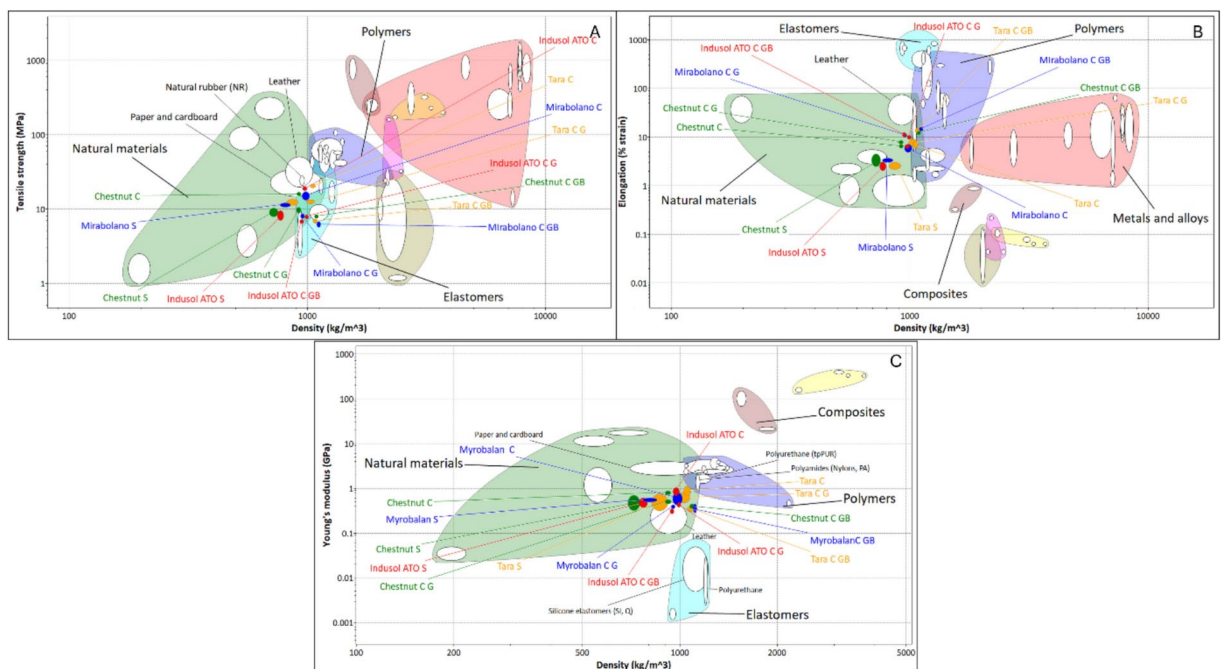 A
Polymers
Indusol ATO C
Leather
Tara C
Natural rubber (NR)
Mirabolano C
Paper and cardboard
Tara C G
Natural materials
Indusol ATO C G
Chestnut C GB
Chestnut C
Tara C GB
Mirabolano S
Mirabolano C GB
Chestnut C G
Mirabolano C G
Elastomers
Chestnut S
Indusol ATO S
Indusol ATO C GB
Tensile strength (MPa)
1000
100
10
1
100
1000
10000
Density (kg/m^3)
B
Elastomers
Indusol ATO C G
Tara C GB
Polymers
Indusol ATO C GB
Leather
Mirabolano C GB
Mirabolano C G
Chestnut C GB
Chestnut C G
Tara C G
Chestnut C
Natural materials
Tara C
Mirabolano C
Metals and alloys
Chestnut S
Indusol ATO S
Tara S
Mirabolano S
Composites
Elongation (% strain)
1000
100
10
1
0.1
0.01
100
1000
10000
Density (kg/m^3)
C
Composites
Indusol ATO C
Paper and cardboard
Myrobalan C
Polyurethane (tpPUR)
Natural materials
Polyamides (Nylons, PA)
Tara C
Tara C G
Chestnut C
Polymers
Myrobalan S
Chestnut C GB
Chestnut S
MyrobalanC GB
Leather
Indusol ATO S
Tara S
Myrobalan C G
Indusol ATO C G
Tara C GB
Chestnut C G
Indusol ATO C GB
Polyurethane
Silicone elastomers (SI, Q)
Elastomers
Young's modulus (GPa)
1000
100
10
1
0.1
0.01
0.001
100
200
500
1000
2000
5000
Density (kg/m^3)